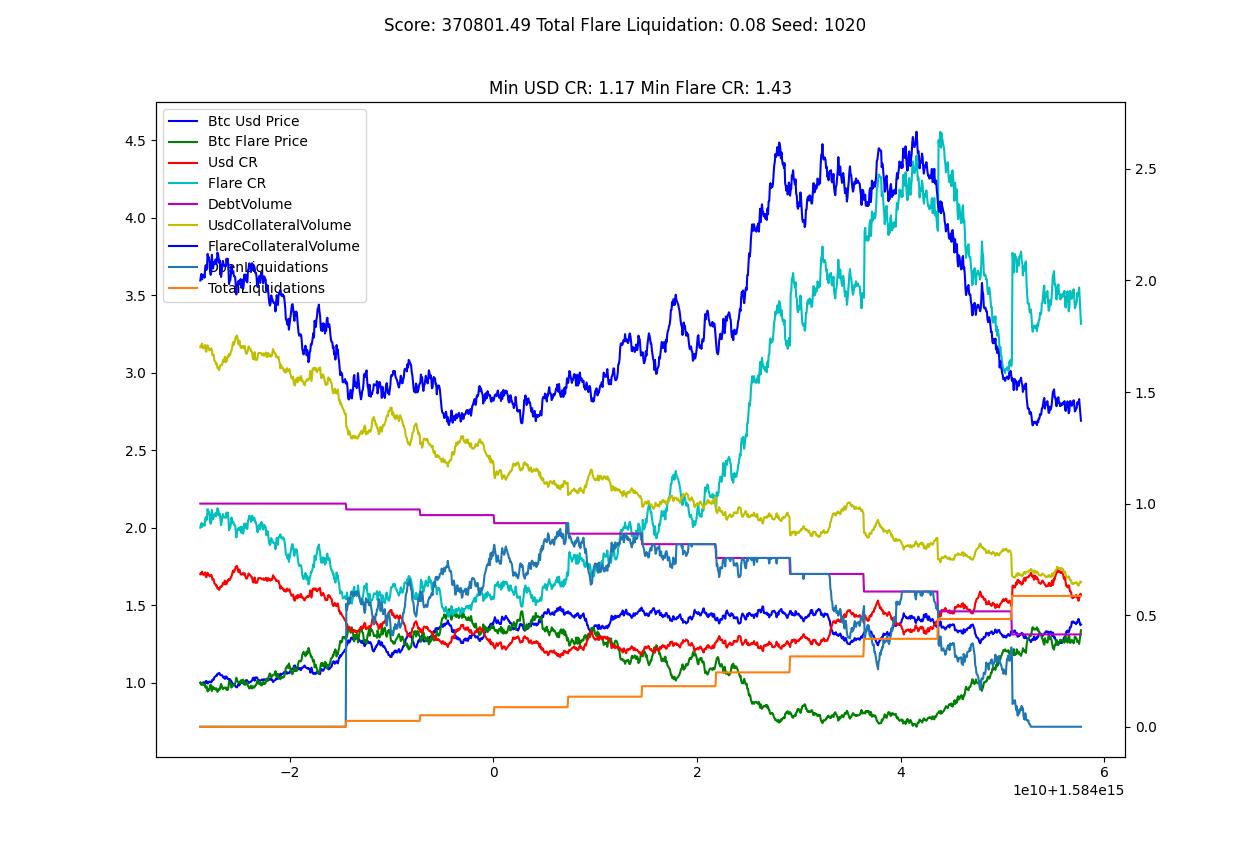 Score: 370801.49 Total Flare Liquidation: 0.08 Seed: 1020
Min USD CR: 1.17 Min Flare CR: 1.43
Btc Usd Price
Btc Flare Price
Usd CR
Flare CR
DebtVolume
UsdCollateralVolume
FlareCollateralVolume
OpenLiquidations
TotalLiquidations
4.5
4.0
3.5
3.0
2.5
2.0
1.5
1.0
2.5
2.0
1.5
1.0
0.5
0.0
−2
0
2
4
6
1e10+1.584e15